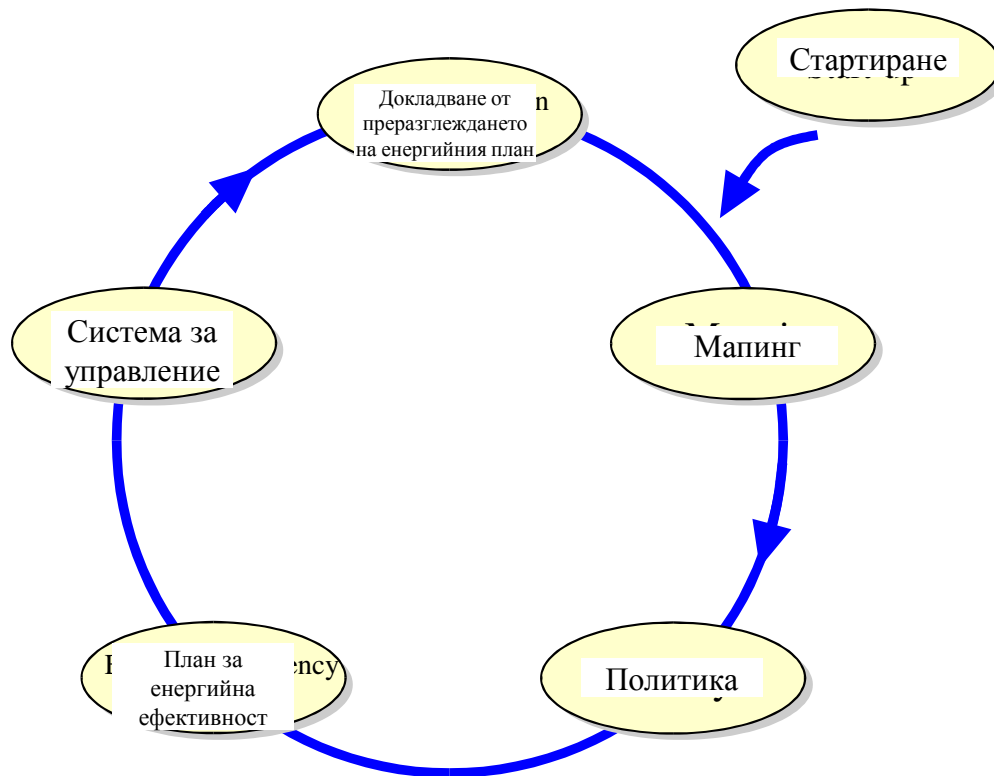 Стартиране
Докладване от
преразглеждането
на енергийния план
Система за
управление
Мапинг
План за
енергийна
ефективност
Политика